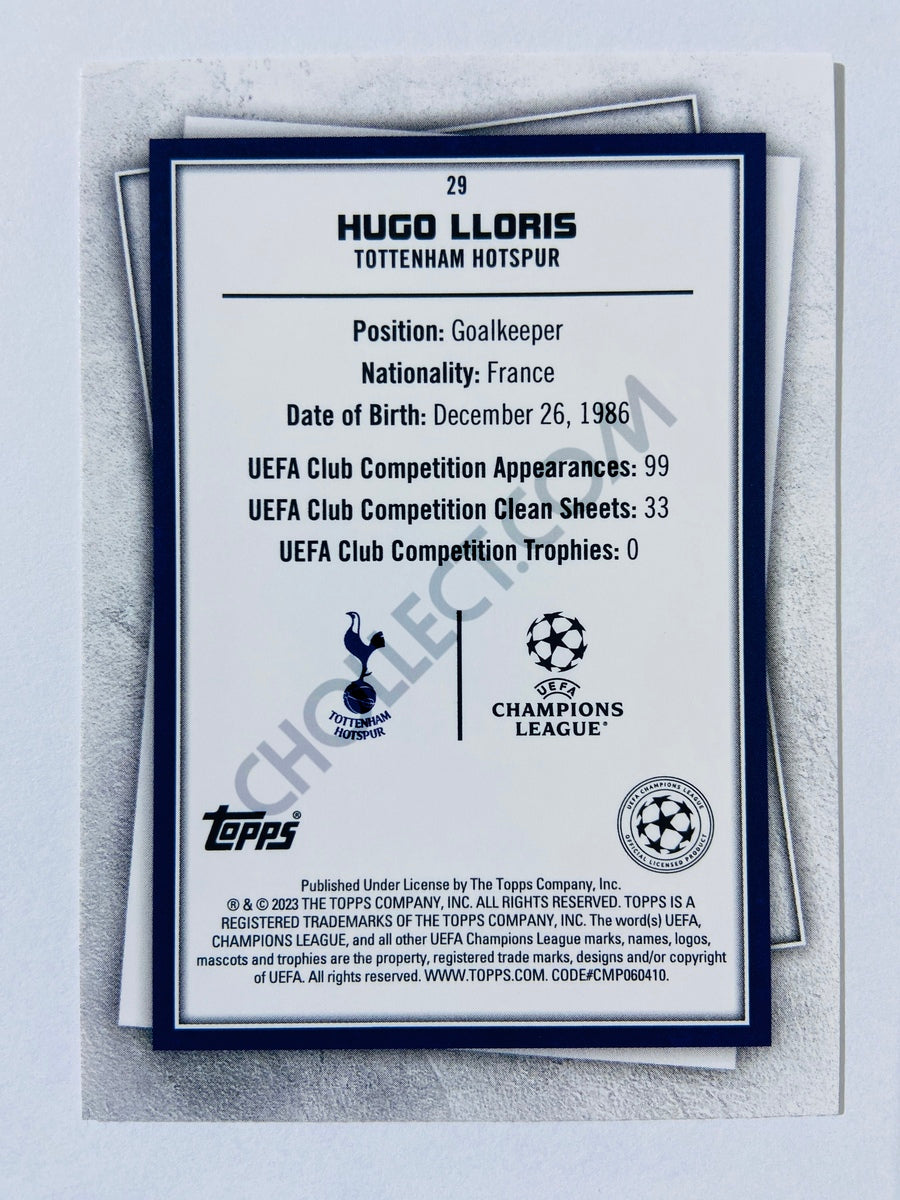 29
HUGO LLORIS
TOTTENHAM HOTSPUR
Position: Goalkeeper
Nationality: France
Date of Birth: December 26, 1986
UEFA Club Competition Appearances: 99
UEFA Club Competition Clean Sheets: 33
UEFA Club Competition Trophies: 0
CHOLLECT.COM
TOTTENHAM
HOTSPUR
UEFA
CHAMPIONS
LEAGUE®
topps®
UEFA CHAMPIONS LEAGUE
OFFICIAL LICENSED PRODUCT
Published Under License by The Topps Company, Inc.
® & © 2023 THE TOPPS COMPANY, INC. ALL RIGHTS RESERVED. TOPPS IS A
REGISTERED TRADEMARKS OF THE TOPPS COMPANY, INC. The word(s) UEFA,
CHAMPIONS LEAGUE, and all other UEFA Champions League marks, names, logos,
mascots and trophies are the property, registered trade marks, designs and/or copyright
of UEFA. All rights reserved. WWW.TOPPS.COM. CODE#CMP060410.